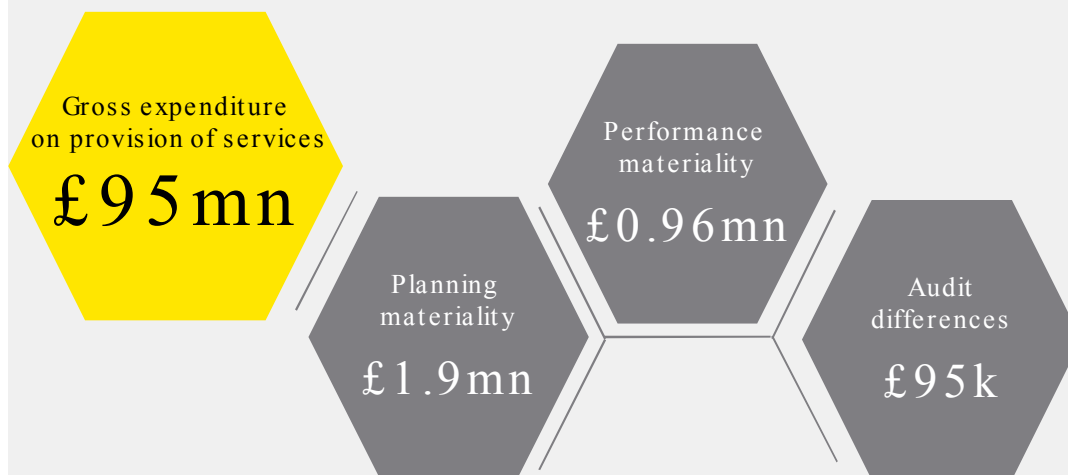 Gross expenditure
on provision of services
£95mn
Planning
materiality
£1.9mn
Performance
materiality
£0.96mn
Audit
differences
£95k